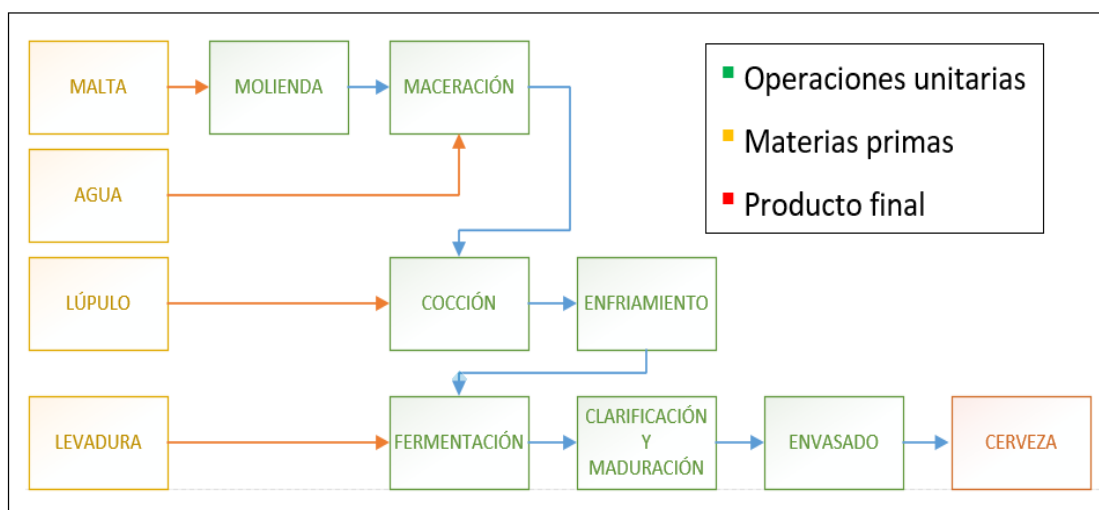 MALTA
MOLIENDA
MACERACIÓN
AGUA
LÚPULO
COCCIÓN
ENFRIAMIENTO
LEVADURA
FERMENTACIÓN
CLARIFICACIÓN
Y
MADURACIÓN
ENVASADO
CERVEZA
Operaciones unitarias
Materias primas
Producto final